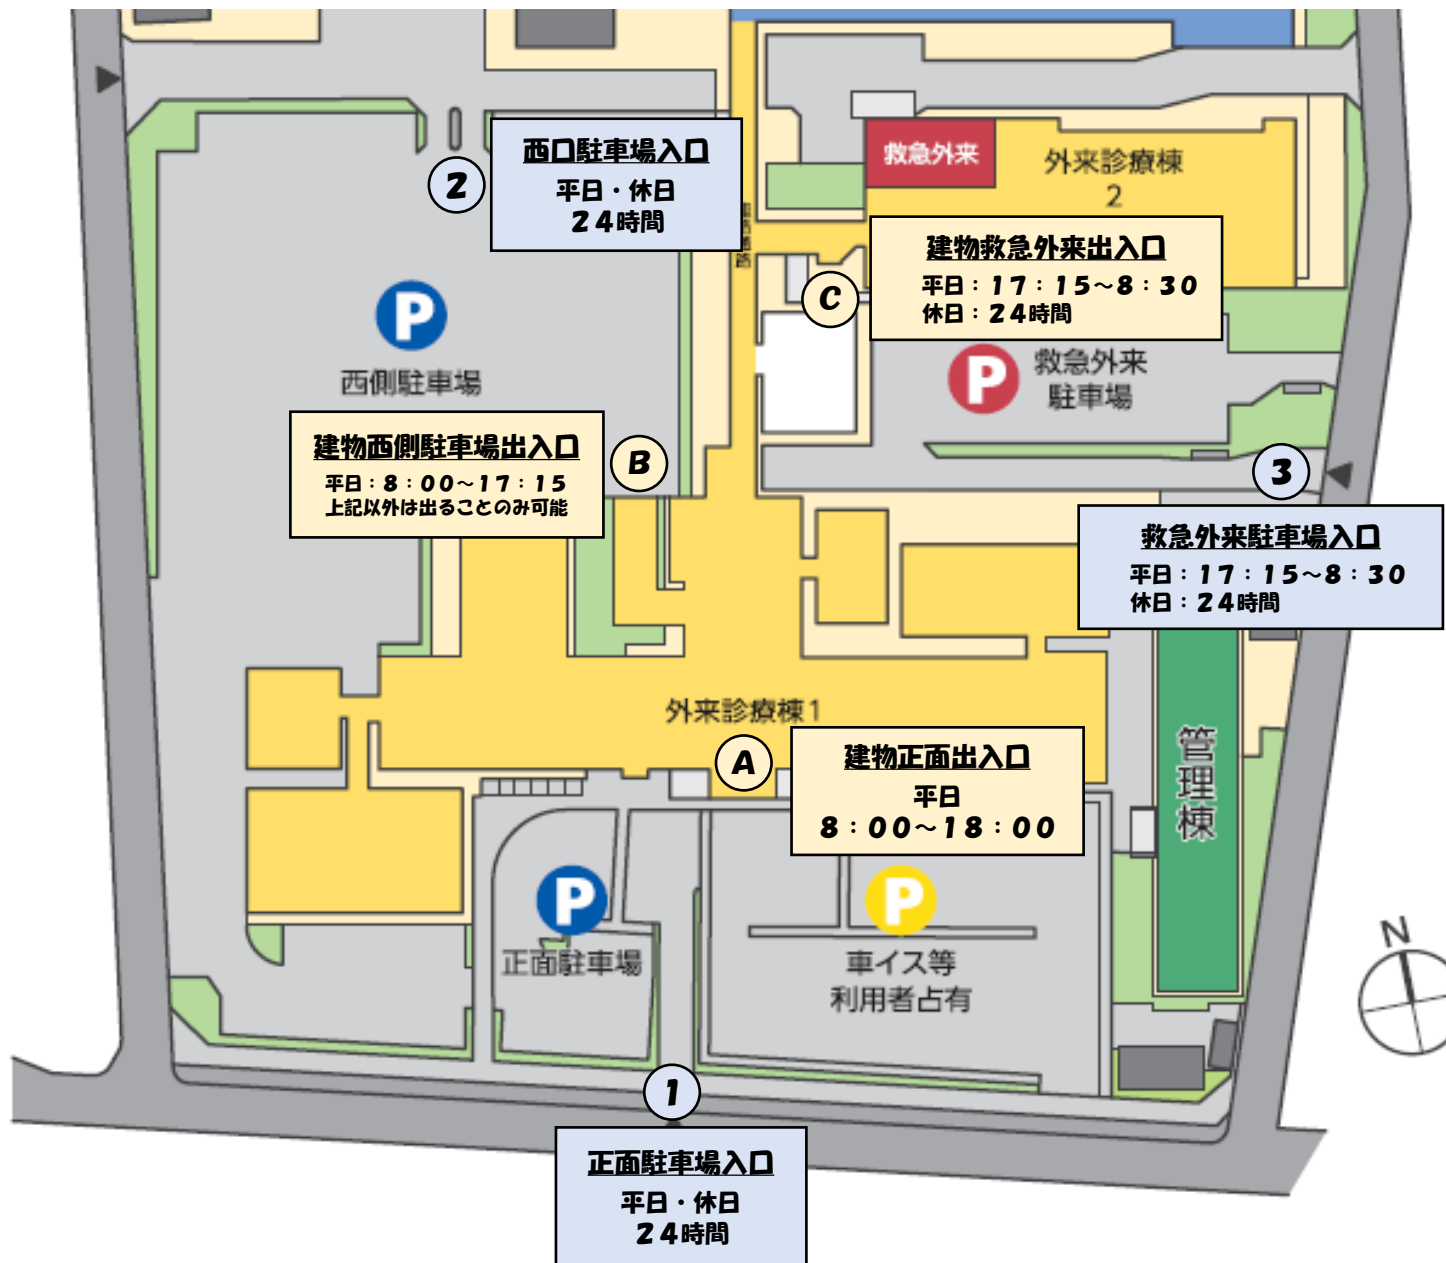 西口駐車場入口
平日・休日
24時間
2
救急外来
外来診療棟
2
建物救急外来出入口
平日:17:15~8:30
休日:24時間
C
P
西側駐車場
P
救急外来
駐車場
建物西側駐車場出入口
平日:8:00~17:15
上記以外は出ることのみ可能
B
3
救急外来駐車場入口
平日:17:15~8:30
休日:24時間
外来診療棟1
A
建物正面出入口
平日
8:00~18:00
管理棟
P
正面駐車場
P
車イス等
利用者占有
N
1
正面駐車場入口
平日・休日
24時間